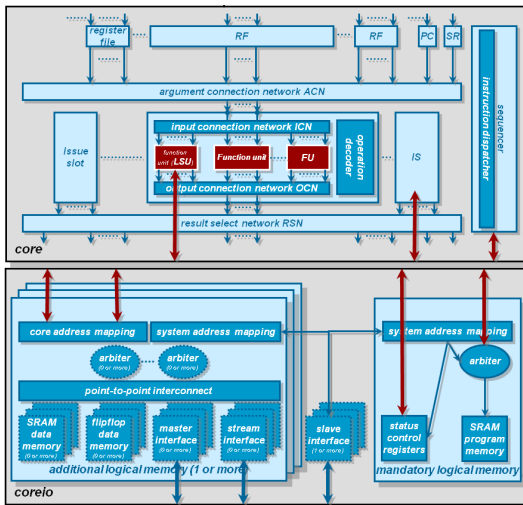 register
file
RF
RF
PC
SR
argument connection network ACN
Issue
slot
input connection network ICN
function
unit (LSU)
Function unit
FU
output connection network OCN
operation
decoder
IS
instruction dispatcher
sequencer
result select network RSN
core
core address mapping
system address mapping
arbiter
(0 or more)
arbiter
(0 or more)
point-to-point interconnect
SRAM
data
memory
(0 or more)
flipflop
data
memory
(0 or more)
master
interface
(0 or more)
stream
interface
(0 or more)
additional logical memory (1 or more)
slave
interface
(1 or more)
system address mapping
arbiter
status
control
registers
SRAM
program
memory
mandatory logical memory
coreio